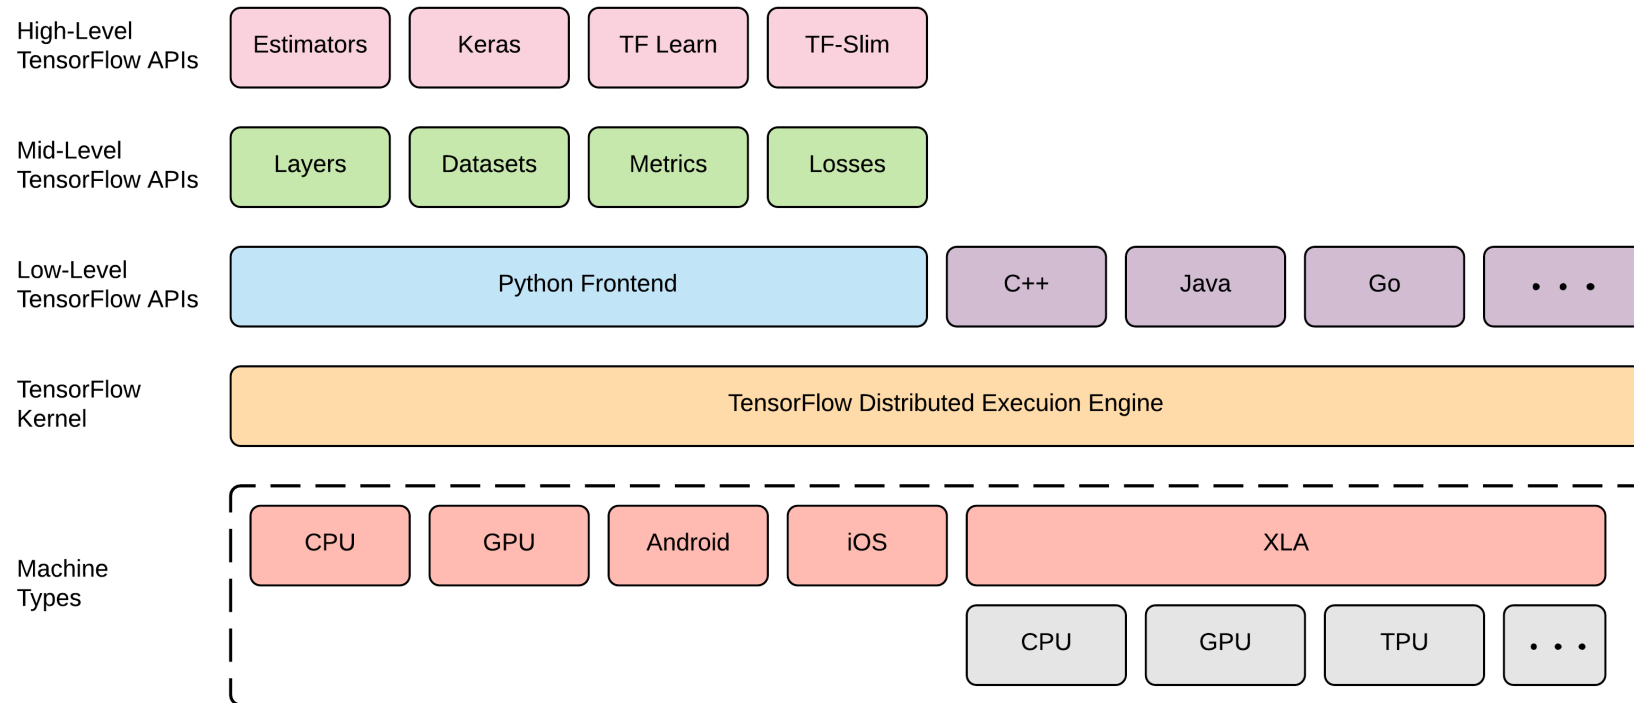 High-Level
TensorFlow APIs
Estimators
Keras
TF Learn
TF-Slim
Mid-Level
TensorFlow APIs
Layers
Datasets
Metrics
Losses
Low-Level
TensorFlow APIs
Python Frontend
C++
Java
Go
• • •
TensorFlow
Kernel
TensorFlow Distributed Execuion Engine
Machine
Types
CPU
GPU
Android
iOS
XLA
CPU
GPU
TPU
• • •